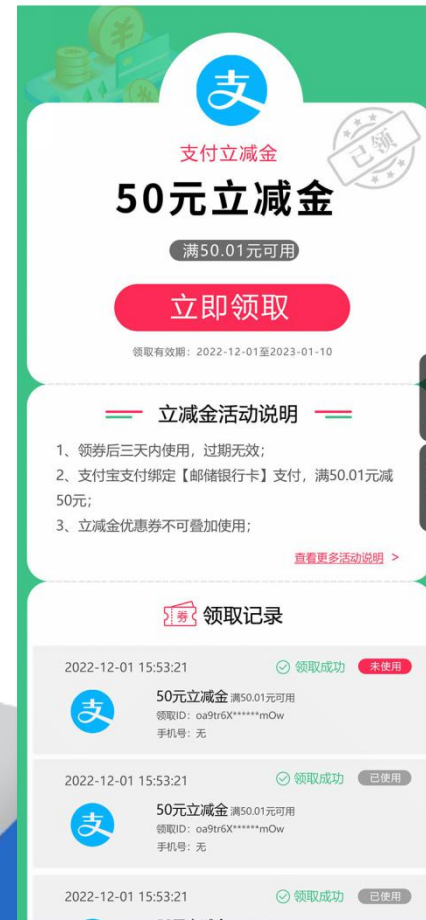 支
已领
支付立减金
50元立减金
满50.01元可用
立即领取
领取有效期：2022-12-01至2023-01-10
立减金活动说明
1、领券后三天内使用，过期无效；
2、支付宝支付绑定【邮储银行卡】支付，满50.01元减
50元；
3、立减金优惠券不可叠加使用；
查看更多活动说明 >
券 领取记录
2022-12-01 15:53:21 领取成功 未使用
支
50元立减金 满50.01元可用
领取ID：oa9tr6X******mOw
手机号：无
2022-12-01 15:53:21 领取成功 已使用
支
50元立减金 满50.01元可用
领取ID：oa9tr6X******mOw
手机号：无
2022-12-01 15:53:21 领取成功 已使用